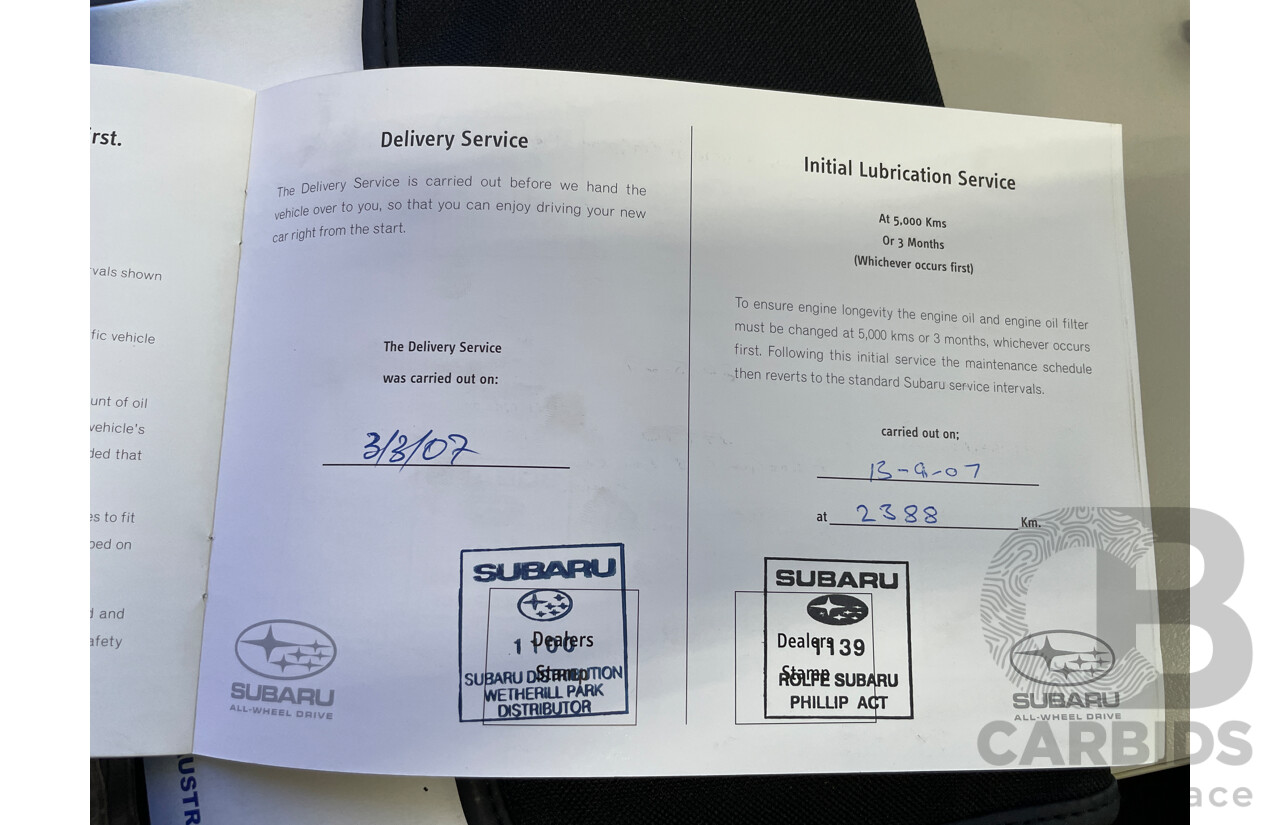 rst.
vals shown
fic vehicle
unt of oil
vehicle's
ded that
es to fit
ped on
d and
afety
Delivery Service
The Delivery Service is carried out before we hand the
vehicle over to you, so that you can enjoy driving your new
car right from the start.
The Delivery Service
was carried out on:
3/3/07
SUBARU
Dealers
Stamp
SUBARU DISTRIBUTION
WETHERILL PARK
DISTRIBUTOR
SUBARU
ALL-WHEEL DRIVE
Initial Lubrication Service
At 5,000 Kms
Or 3 Months
(Whichever occurs first)
To ensure engine longevity the engine oil and engine oil filter
must be changed at 5,000 kms or 3 months, whichever occurs
first. Following this initial service the maintenance schedule
then reverts to the standard Subaru service intervals.
carried out on;
13-9-07
at 2388 Km.
SUBARU
Dealers
Stamp
ROLFE SUBARU
PHILLIP ACT
SUBARU
ALL-WHEEL DRIVE
CARBIDS
ace
USTR